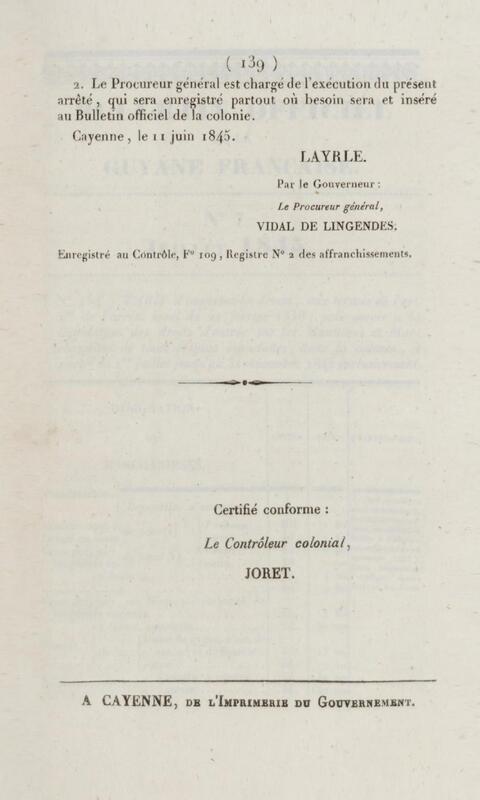 ( 139 )
2. Le Procureur général est chargé de l'exécution du présent
arrêté, qui sera enregistré partout où besoin sera et inséré
au Bulletin officiel de la colonie.
Cayenne, le 11 juin 1845.
LAYRLE.
Par le Gouverneur :
Le Procureur général,
VIDAL DE LINGENDES.
Enregistré au Contrôle, F° 109, Registre N° 2 des affranchissements.
Certifié conforme :
Le Contrôleur colonial,
JORET.
A CAYENNE, DE L'IMPRIMERIE DU GOUVERNEMENT.